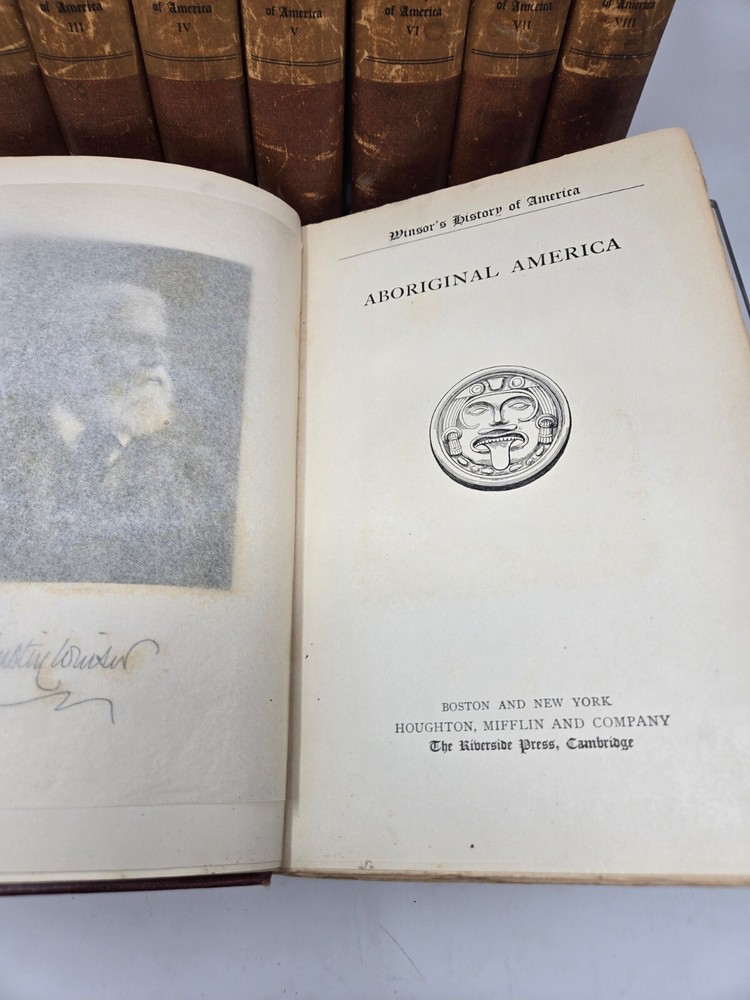 of America
III
of America
IV
of America
V
of America
VI
of America
VII
of America
VIII
Winsor's History of America
ABORIGINAL AMERICA
BOSTON AND NEW YORK
HOUGHTON, MIFFLIN AND COMPANY
The Riverside Press, Cambridge
Winsor